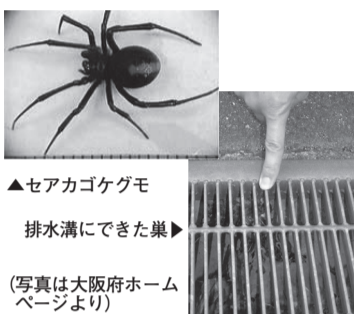 ▲セアカゴケグモ
排水溝にできた巣▶
(写真は大阪府ホーム
ページより)